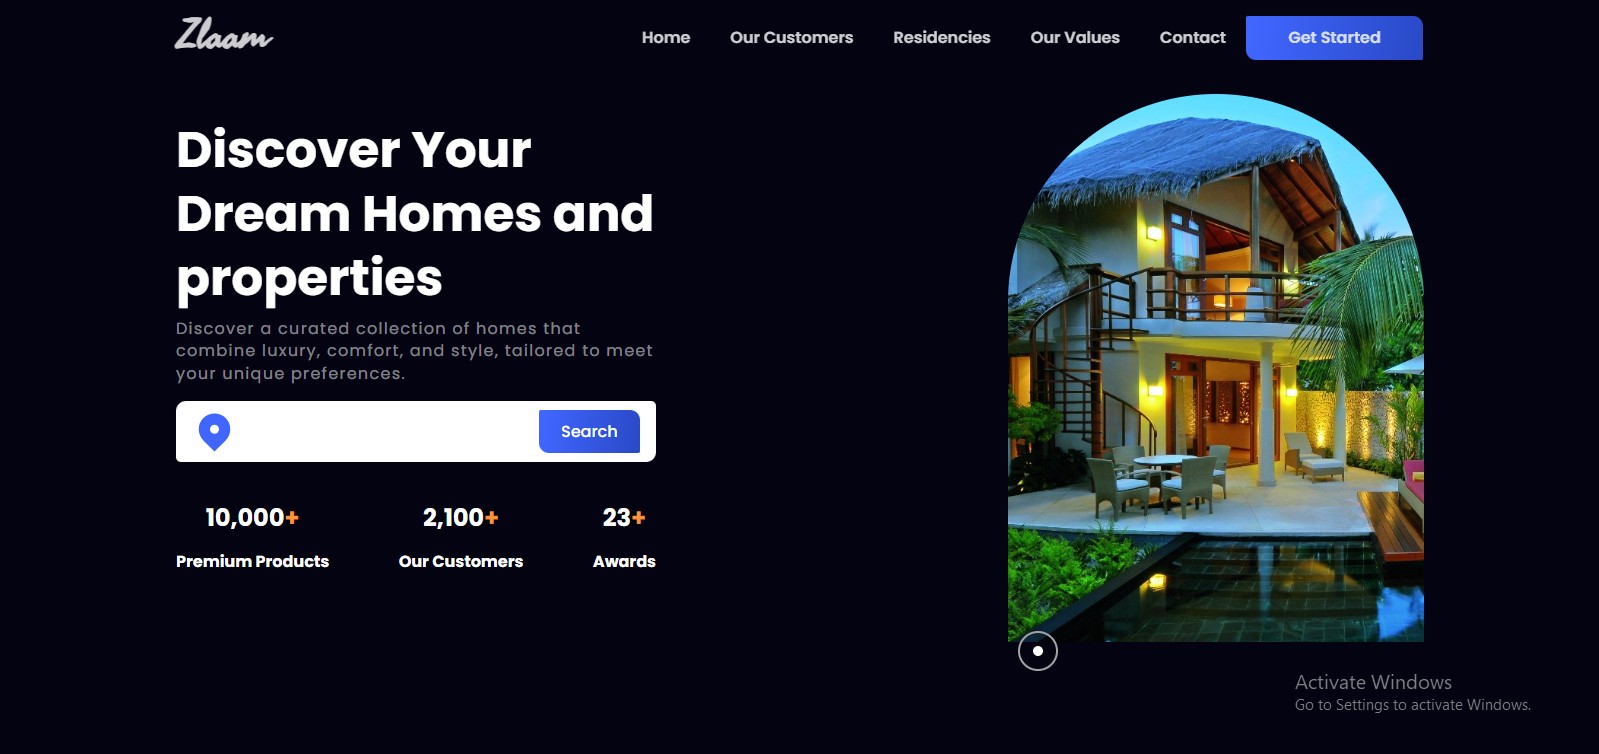 Zlaam
Home Our Customers Residencies Our Values Contact Get Started
Discover Your
Dream Homes and
properties
Discover a curated collection of homes that
combine luxury, comfort, and style, tailored to meet
your unique preferences.
Search
10,000+ 2,100+ 23+
Premium Products Our Customers Awards
Activate Windows
Go to Settings to activate Windows.